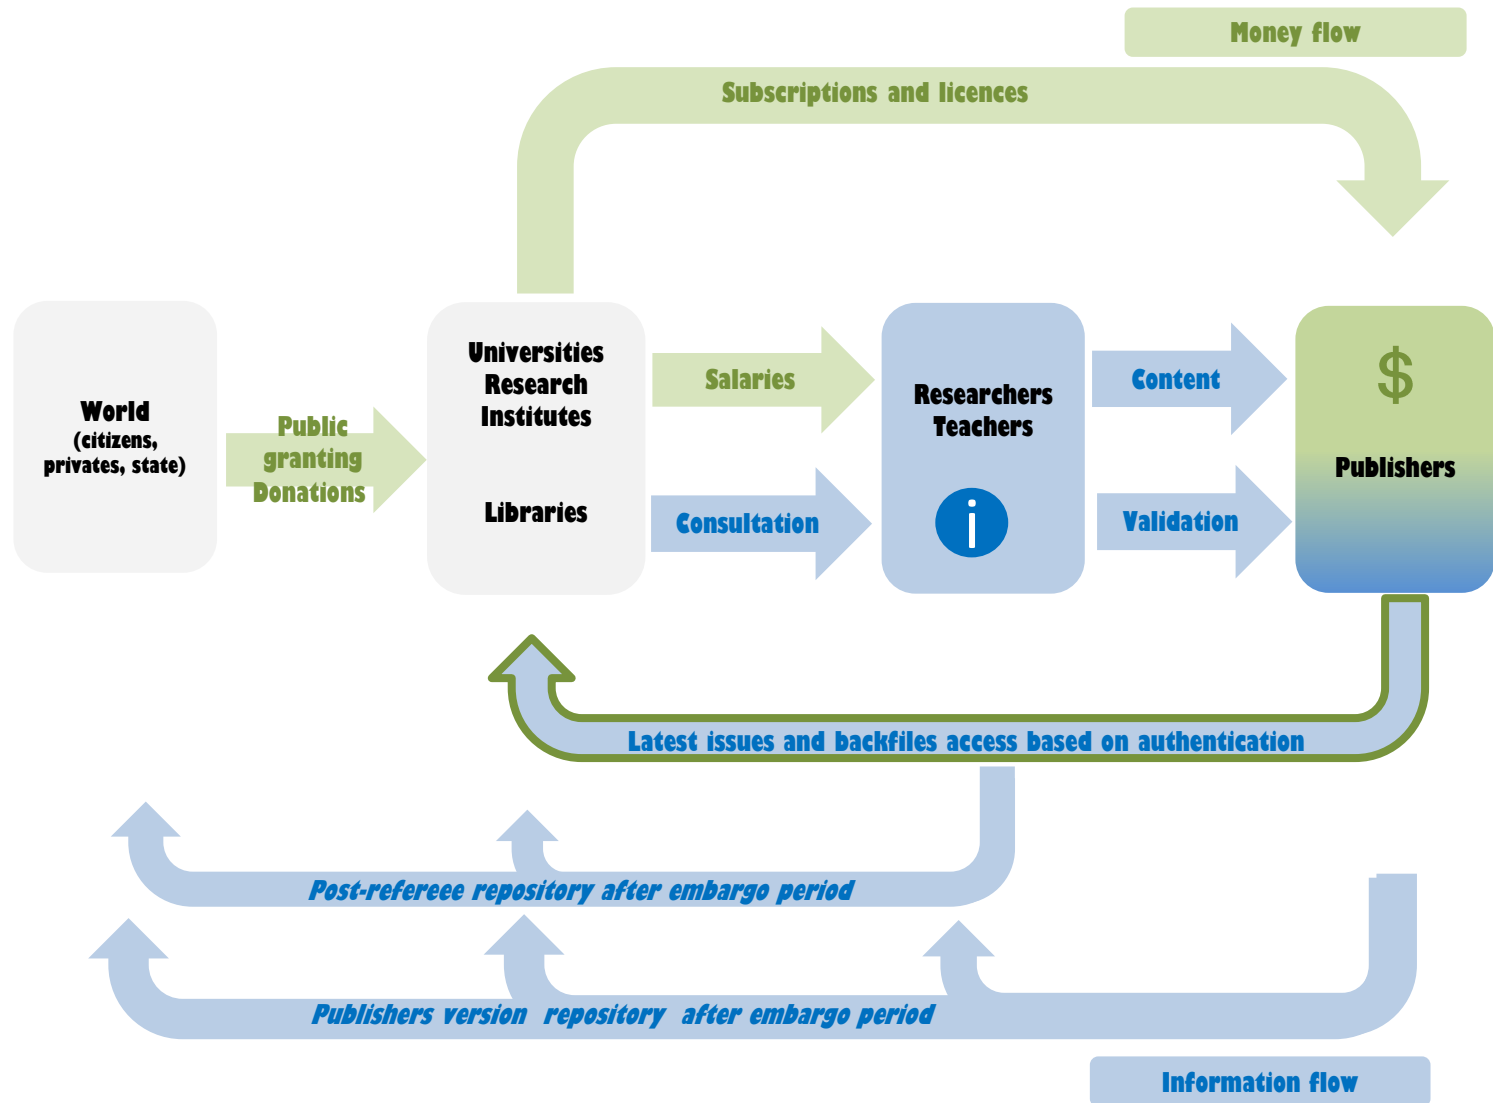 Money flow
Subscriptions and licences
World
(citizens,
privates, state)
Public
granting
Donations
Universities
Research
Institutes
Libraries
Salaries
Consultation
Researchers
Teachers
i
Content
Validation
$
Publishers
Latest issues and backfiles access based on authentication
Post-refereee repository after embargo period
Publishers version repository after embargo period
Information flow